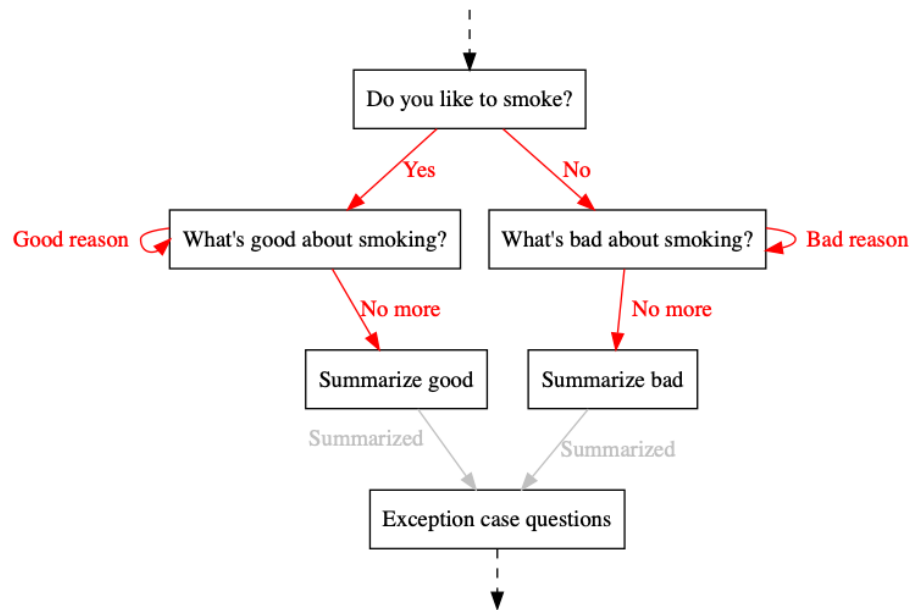 Do you like to smoke?
Yes
No
Good reason
What's good about smoking?
What's bad about smoking?
Bad reason
No more
No more
Summarize good
Summarize bad
Summarized
Summarized
Exception case questions